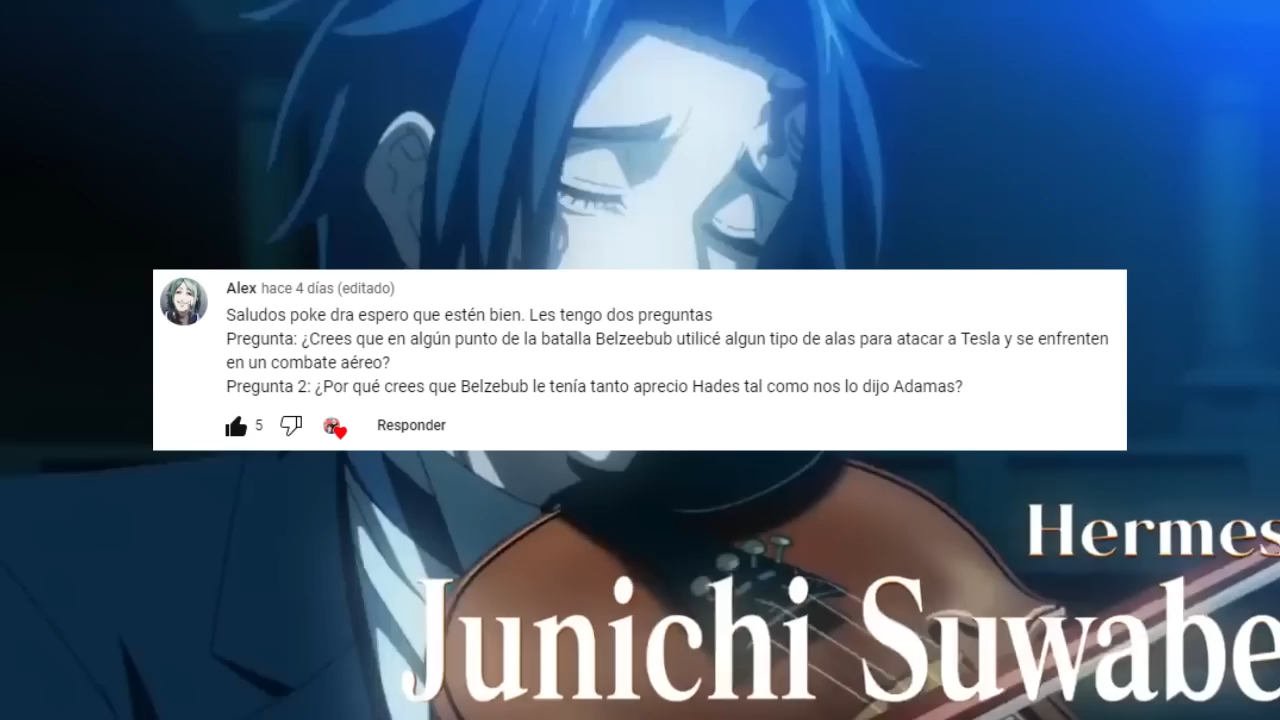 Alex hace 4 días (editado)
Saludos poke dra espero que estén bien. Les tengo dos preguntas
Pregunta: ¿Crees que en algún punto de la batalla Belzeebub utilicé algun tipo de alas para atacar a Tesla y se enfrenten
en un combate aéreo?
Pregunta 2: ¿Por qué crees que Belzebub le tenía tanto aprecio Hades tal como nos lo dijo Adamas?
5 Responder
Hermes
Junichi Suwabe